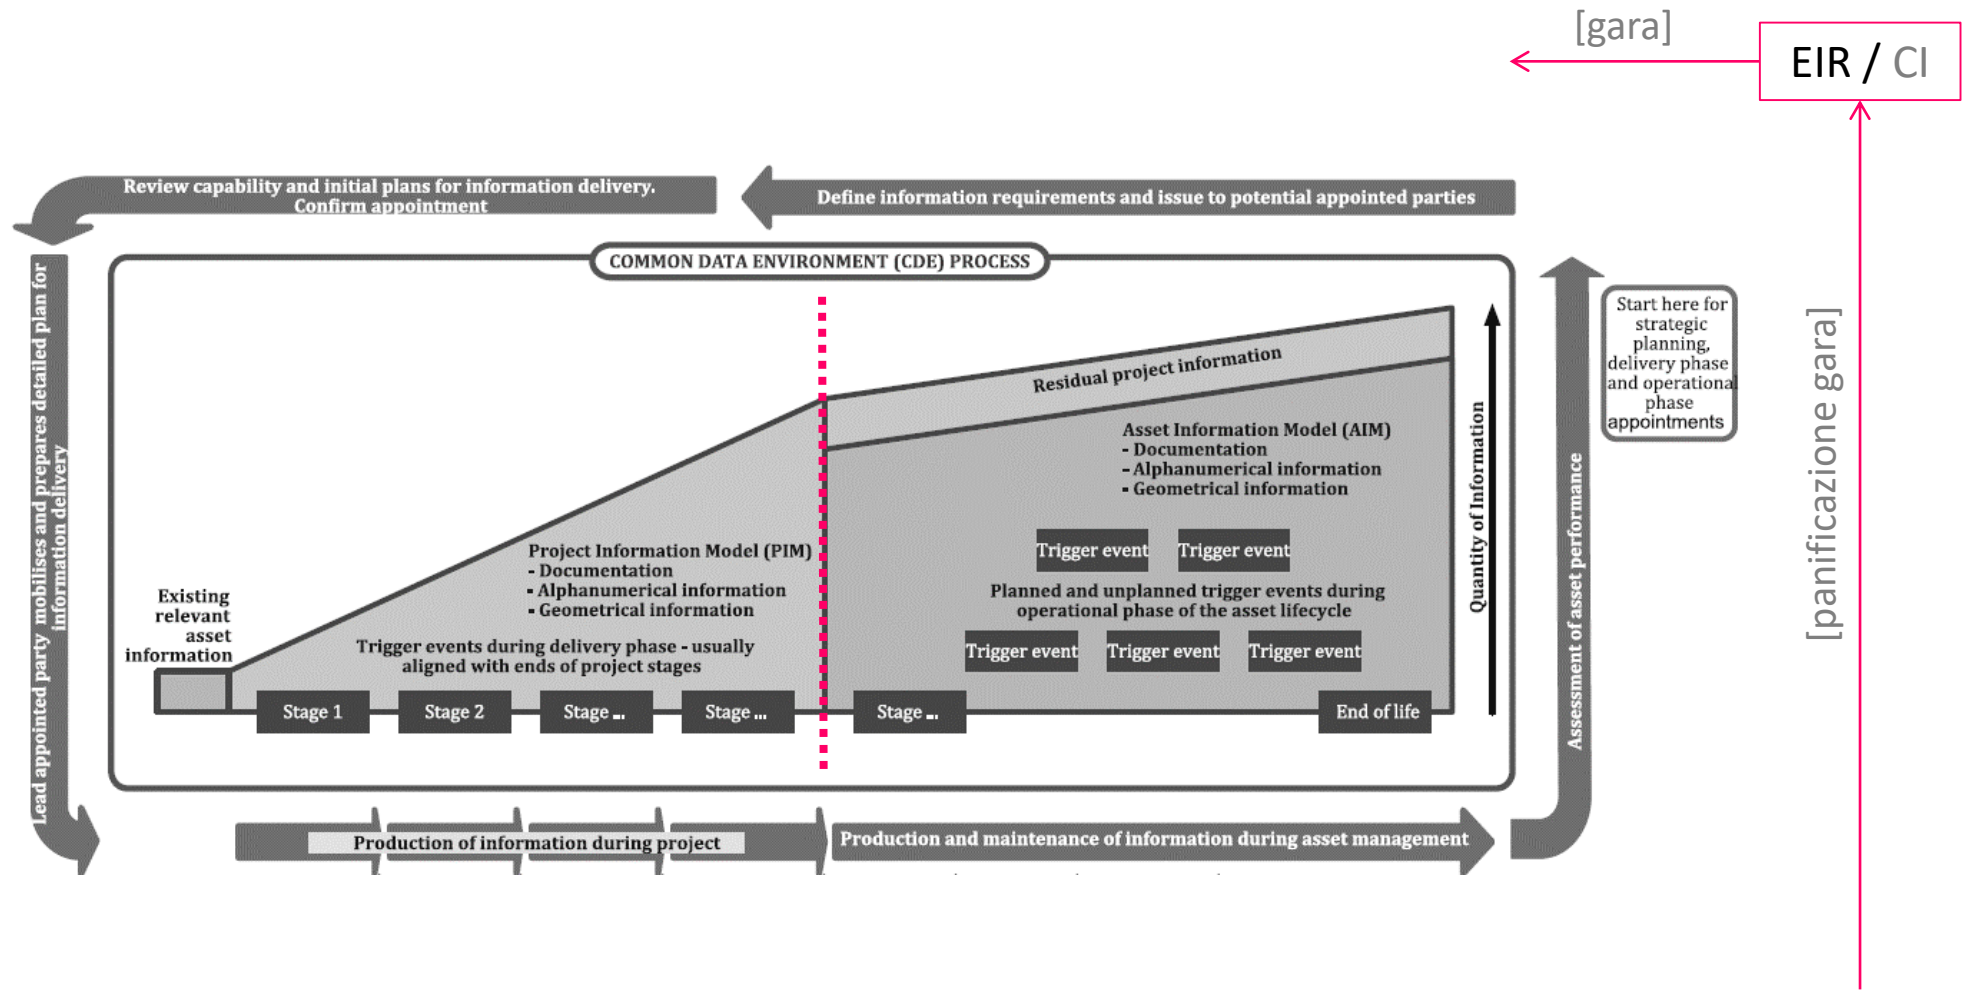 [gara]
EIR / CI
Review capability and initial plans for information delivery.
Confirm appointment
Define information requirements and issue to potential appointed parties
COMMON DATA ENVIRONMENT (CDE) PROCESS
Lead appointed party mobilises and prepares detailed plan for
information delivery
Start here for
strategic
planning,
delivery phase
and operational
phase
appointments
[panificazione gara]
Residual project information
Asset Information Model (AIM)
- Documentation
- Alphanumerical information
- Geometrical information
Quantity of Information
Assessment of asset performance
Project Information Model (PIM)
- Documentation
- Alphanumerical information
- Geometrical information
Trigger event
Trigger event
Planned and unplanned trigger events during
operational phase of the asset lifecycle
Existing
relevant
asset
information
Trigger events during delivery phase - usually
aligned with ends of project stages
Trigger event
Trigger event
Trigger event
Stage 1
Stage 2
Stage ...
Stage ...
Stage ...
End of life
Production of information during project
Production and maintenance of information during asset management